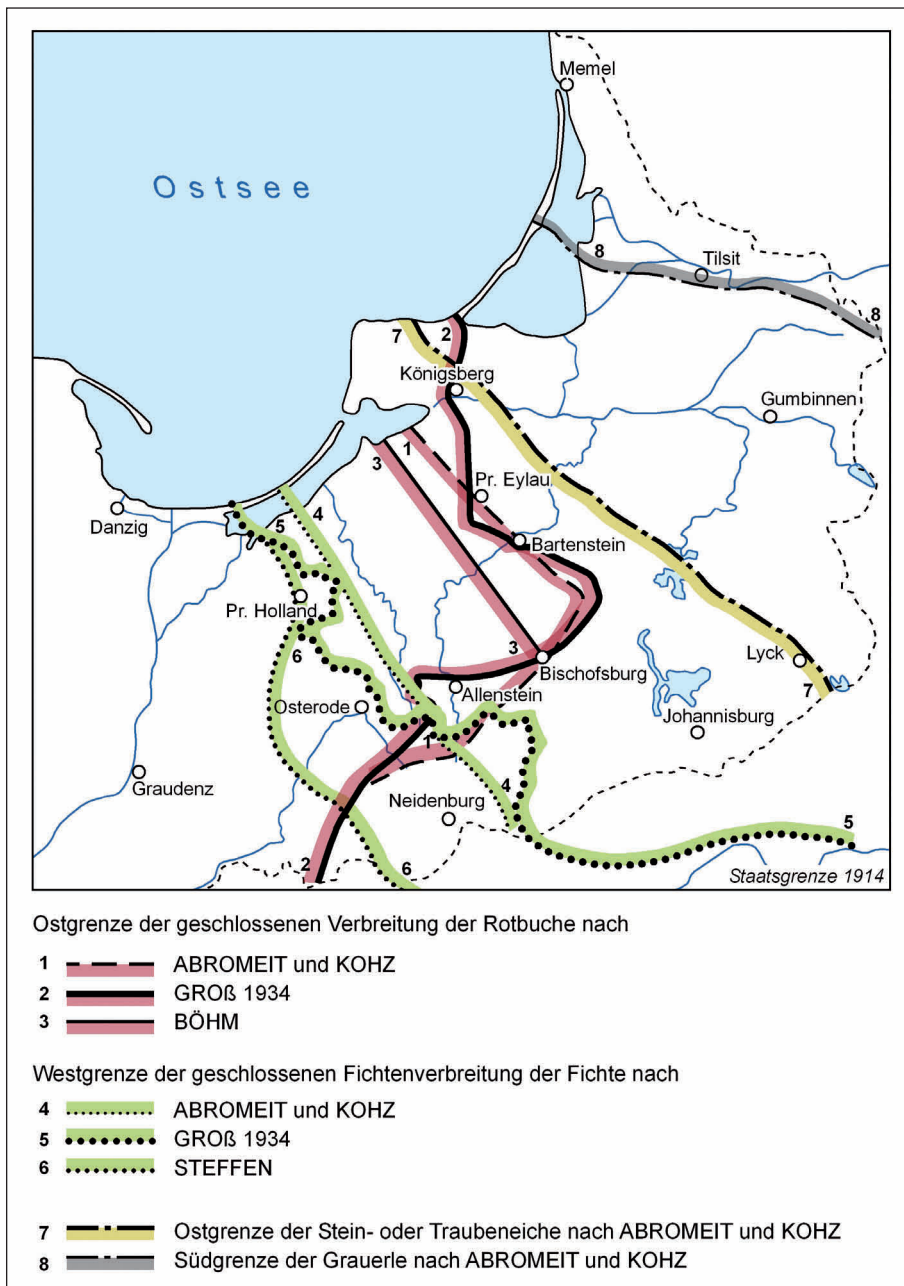 Memel
Ostsee
8
Tilsit
8
7
2
Königsberg
Gumbinnen
1
3
Pr. Eylau
4
Danzig
5
Bartenstein
Pr. Holland
6
3
Bischofsburg
Lyck
7
Allenstein
Osterode
Johannisburg
1
Graudenz
4
Neidenburg
5
2
6
Staatsgrenze 1914
Ostgrenze der geschlossenen Verbreitung der Rotbuche nach
1 ABROMEIT und KOHZ
2 GROß 1934
3 BÖHM
Westgrenze der geschlossenen Fichtenverbreitung der Fichte nach
4 ABROMEIT und KOHZ
5 GROß 1934
6 STEFFEN
7 Ostgrenze der Stein- oder Traubeneiche nach ABROMEIT und KOHZ
8 Südgrenze der Grauerle nach ABROMEIT und KOHZ